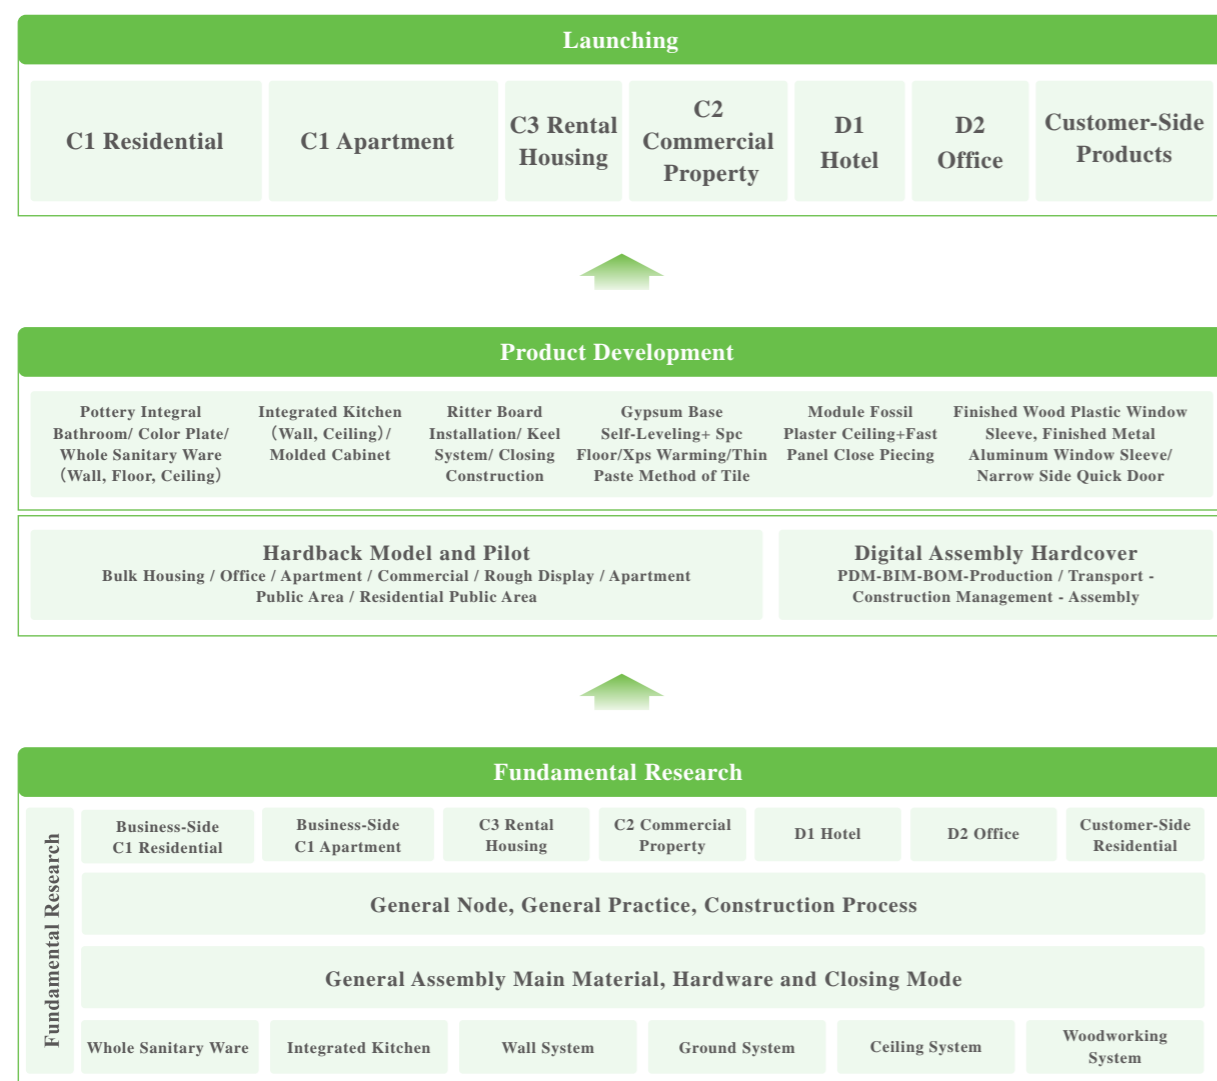 Launching
C1 Residential
C1 Apartment
C3 Rental
Housing
C2
Commercial
Property
D1
Hotel
D2
Office
Customer-Side
Products
Product Development
Pottery Integral
Bathroom/ Color Plate/
Whole Sanitary Ware
(Wall, Floor, Ceiling)
Integrated Kitchen
(Wall, Ceiling)/
Molded Cabinet
Ritter Board
Installation/ Keel
System/ Closing
Construction
Gypsum Base
Self-Leveling+ Spc
Floor/Xps Warming/Thin
Paste Method of Tile
Module Fossil
Plaster Ceiling+Fast
Panel Close Piecing
Finished Wood Plastic Window
Sleeve, Finished Metal
Aluminum Window Sleeve/
Narrow Side Quick Door
Hardback Model and Pilot
Bulk Housing / Office / Apartment / Commercial / Rough Display / Apartment
Public Area / Residential Public Area
Digital Assembly Hardcover
PDM-BIM-BOM-Production / Transport -
Construction Management - Assembly
Fundamental Research
Fundamental Research
Business-Side
C1 Residential
Business-Side
C1 Apartment
C3 Rental
Housing
C2 Commercial
Property
D1 Hotel
D2 Office
Customer-Side
Residential
General Node, General Practice, Construction Process
General Assembly Main Material, Hardware and Closing Mode
Whole Sanitary Ware
Integrated Kitchen
Wall System
Ground System
Ceiling System
Woodworking
System